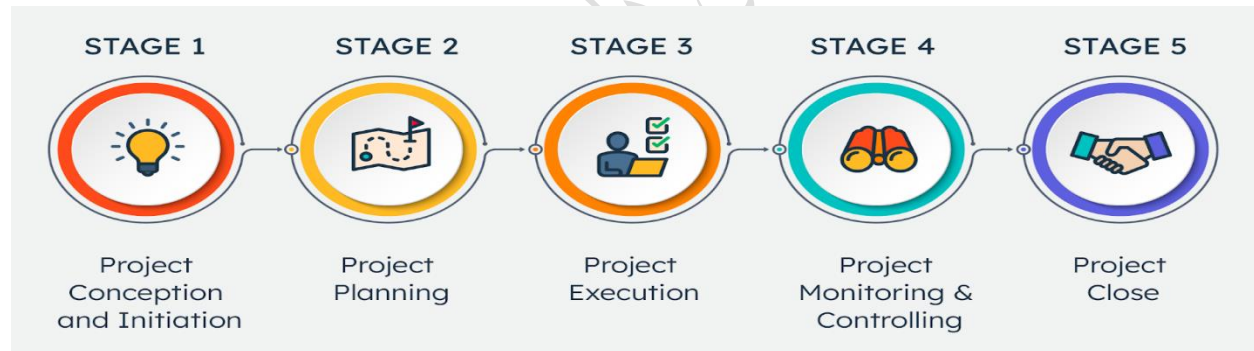 STAGE 1
STAGE 2
STAGE 3
STAGE 4
STAGE 5
Project
Conception
and Initiation
Project
Planning
Project
Execution
Project
Monitoring &
Controlling
Project
Close